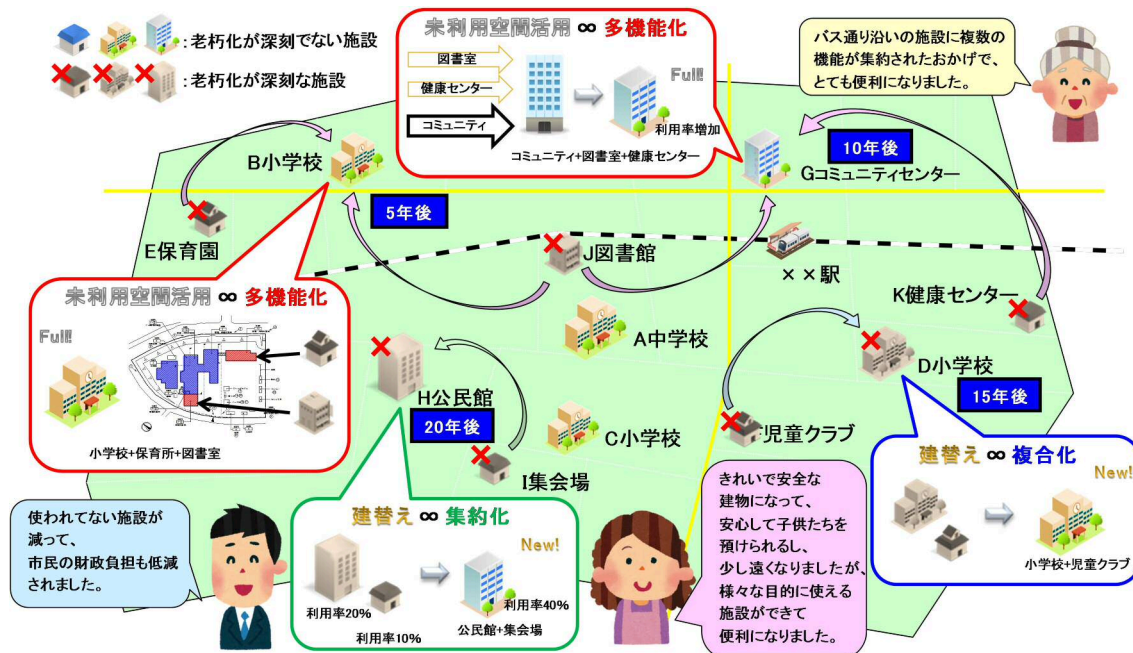 ：老朽化が深刻でない施設
：老朽化が深刻な施設
未利用空間活用 ∞ 多機能化
図書室
健康センター
コミュニティ
Full!
利用率増加
コミュニティ+図書室+健康センター
バス通り沿いの施設に複数の
機能が集約されたおかげで、
とても便利になりました。
B小学校
10年後
Gコミュニティセンター
5年後
E保育園
J図書館
××駅
K健康センター
未利用空間活用 ∞ 多機能化
Full!
小学校+保育所+図書室
A中学校
D小学校
15年後
H公民館
20年後
C小学校
F児童クラブ
I集会場
建替え ∞ 複合化
New!
小学校+児童クラブ
使われてない施設が
減って、
市民の財政負担も低減
されました。
建替え ∞ 集約化
New!
利用率20%
利用率10%
利用率40%
公民館+集会場
きれいで安全な
建物になって、
安心して子供たちを
預けられるし、
少し遠くなりましたが、
様々な目的に使える
施設ができて
便利になりました。